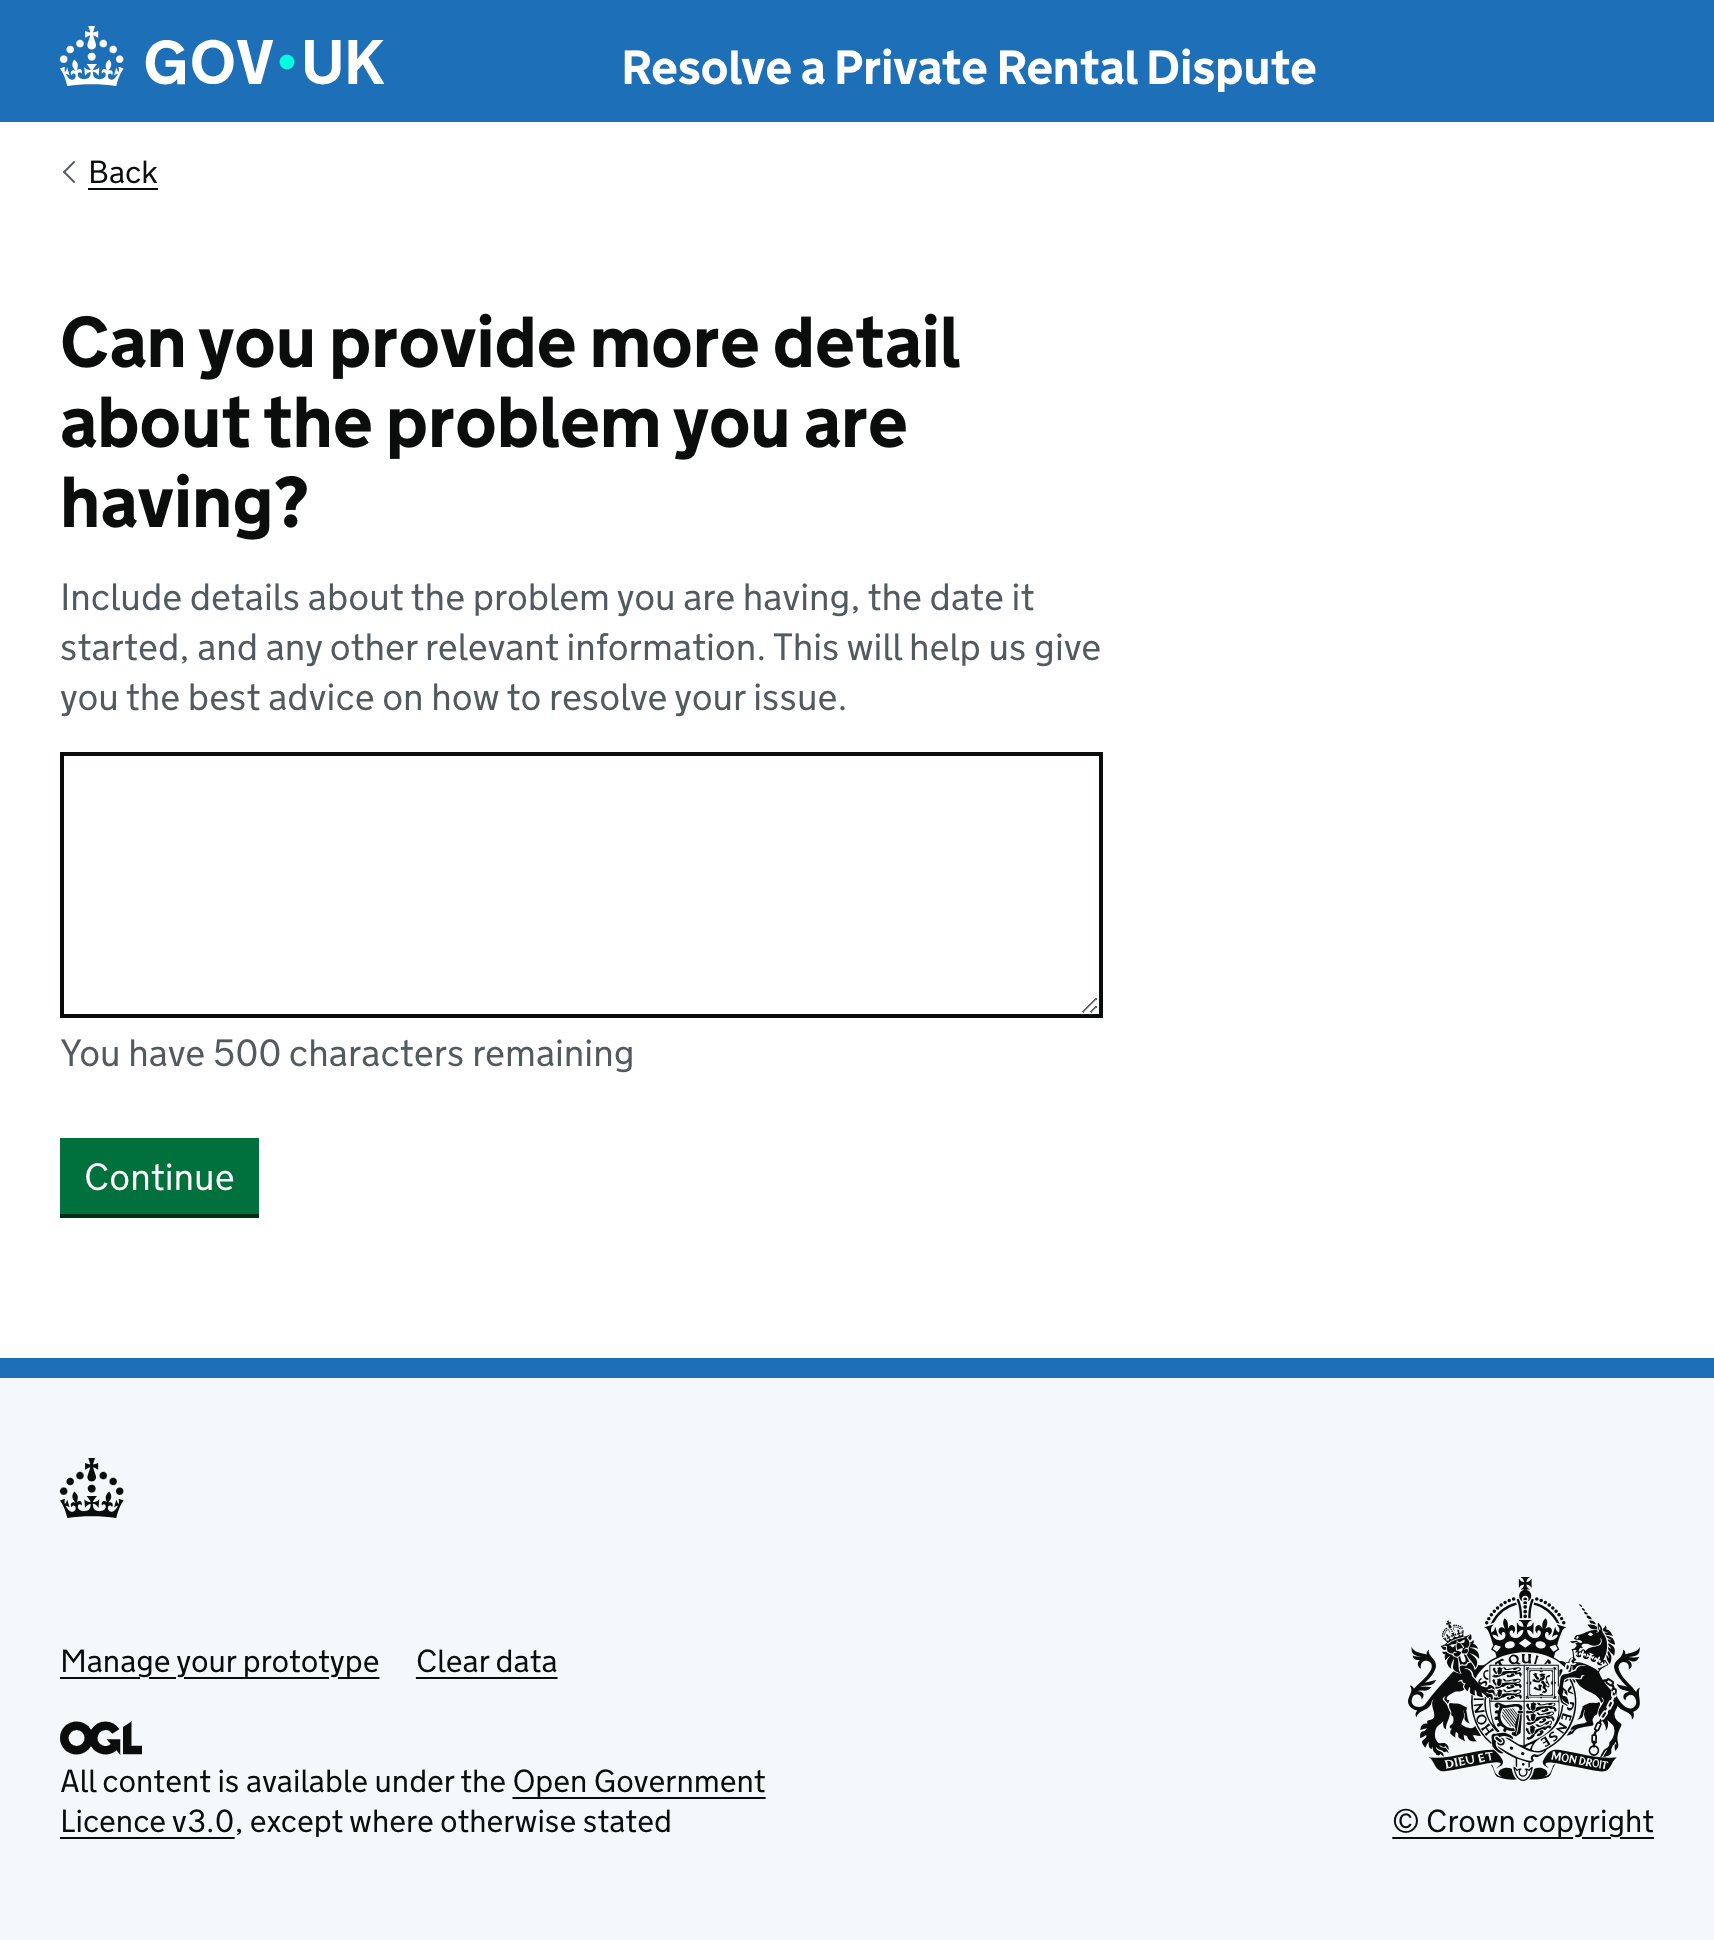 GOV·UK
Resolve a Private Rental Dispute
Back
Can you provide more detail
about the problem you are
having?
Include details about the problem you are having, the date it
started, and any other relevant information. This will help us give
you the best advice on how to resolve your issue.
You have 500 characters remaining
Continue
Manage your prototype
Clear data
OGL
All content is available under the Open Government
Licence v3.0, except where otherwise stated
DIEU ET MON DROIT
© Crown copyright